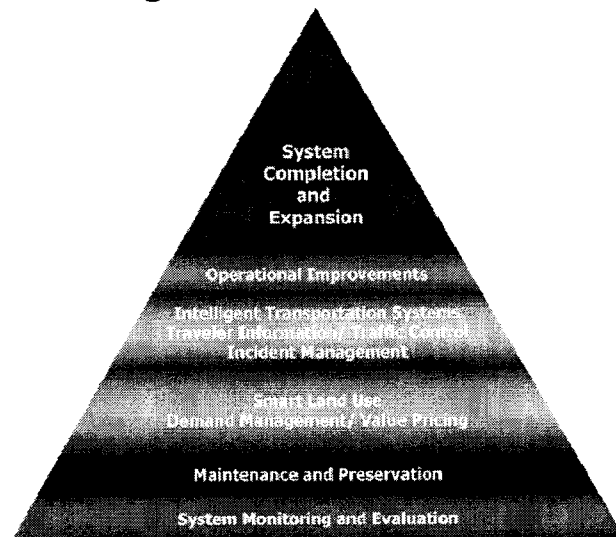 System
Completion
and
Expansion
Operational Improvements
Intelligent Transportation Systems
Traveler Information/ Traffic Control
Incident Management
Smart Land Use
Demand Management/ Value Pricing
Maintenance and Preservation
System Monitoring and Evaluation